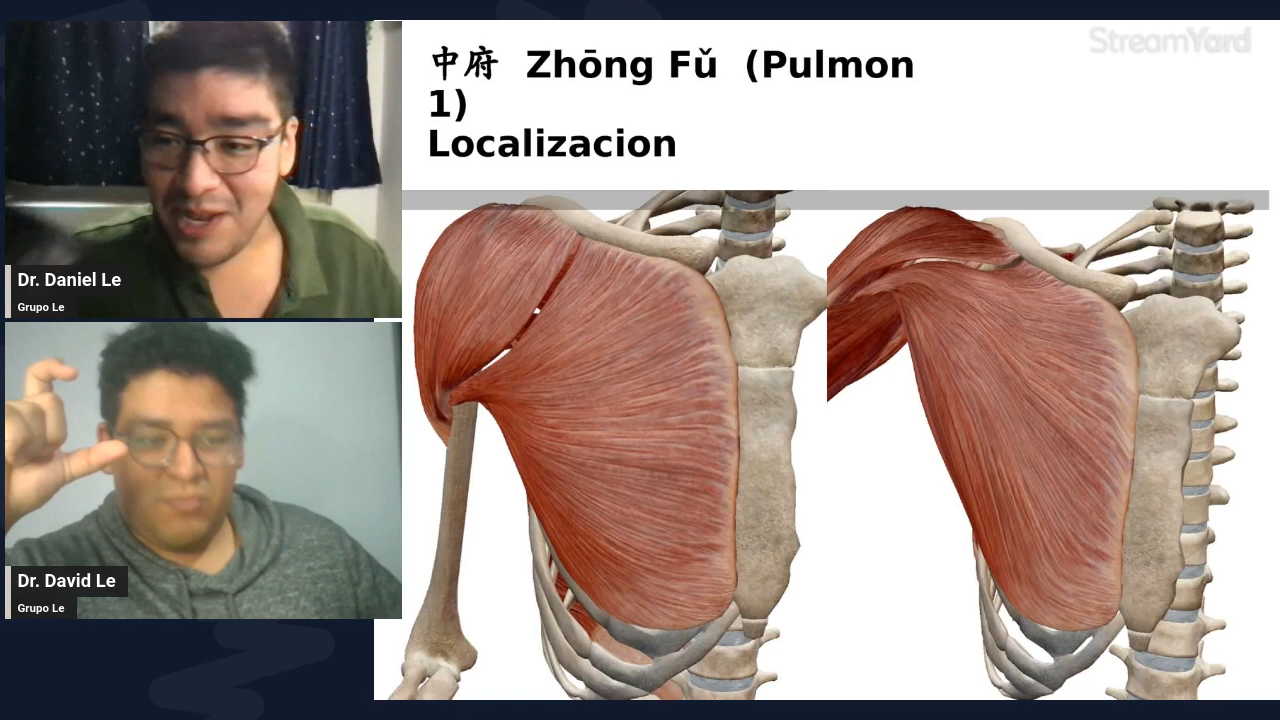 StreamYard
中府 Zhōng Fǔ (Pulmon
1)
Localizacion
Dr. Daniel Le
Grupo Le
Dr. David Le
Grupo Le